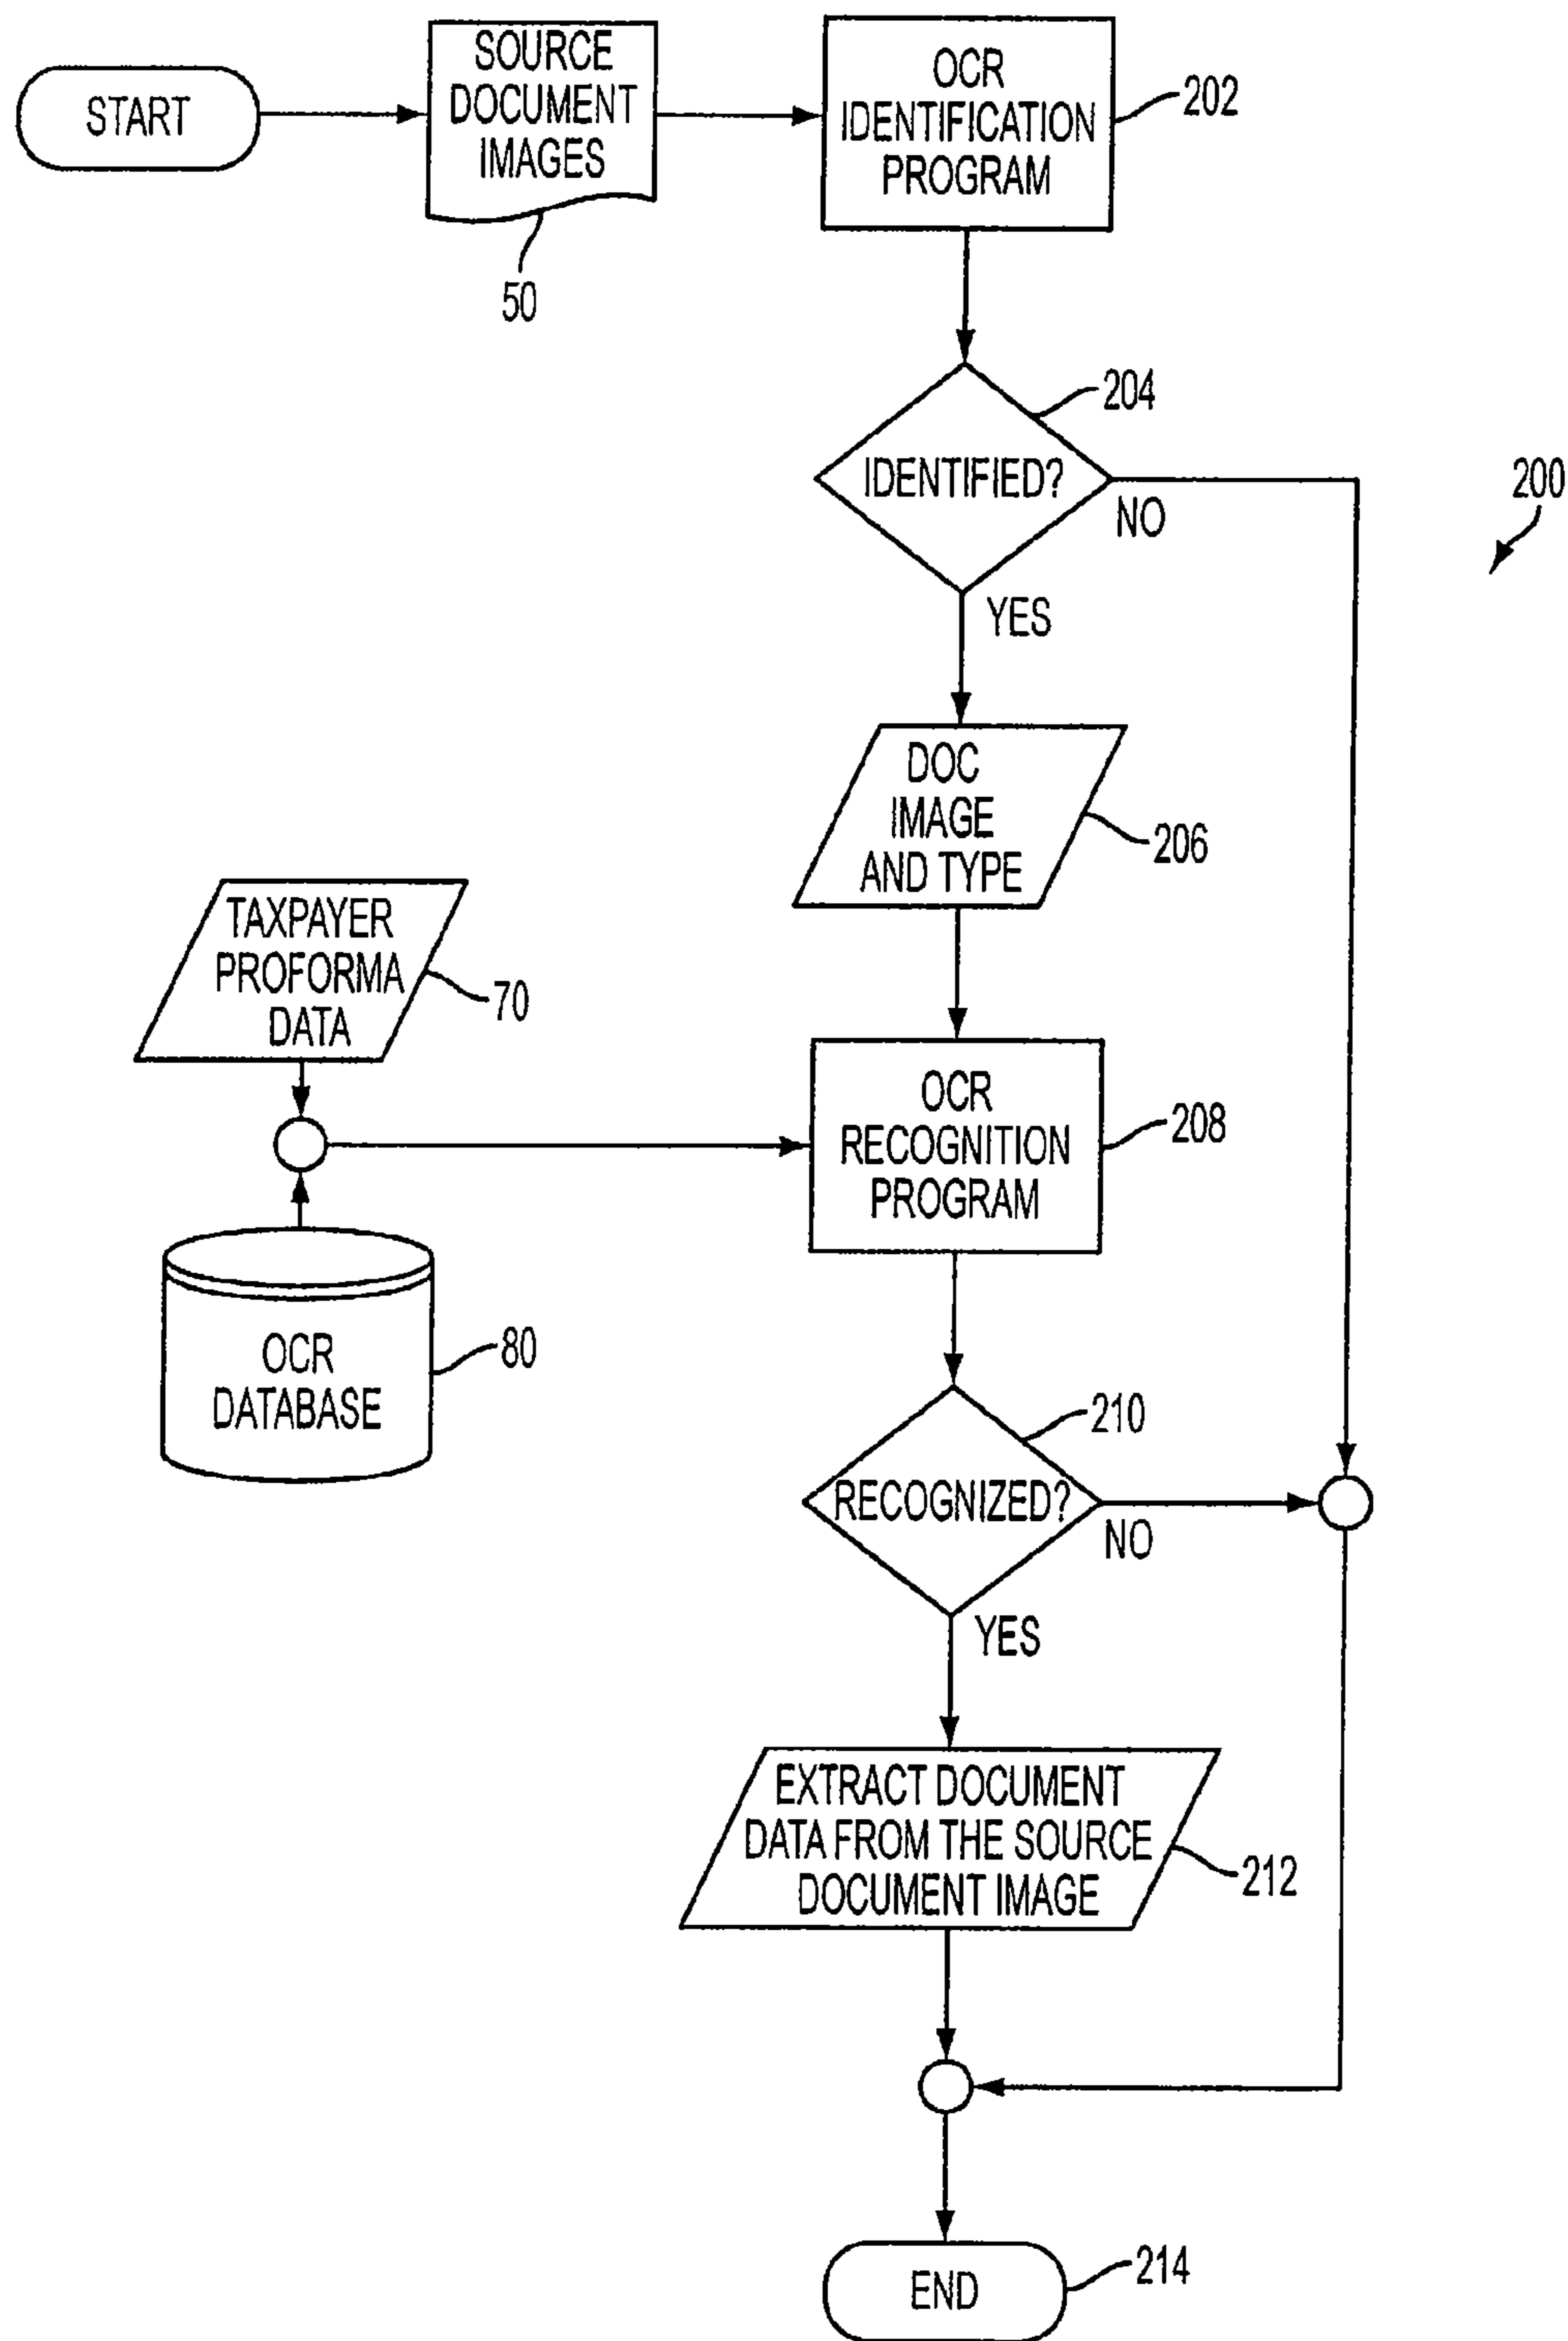 START
SOURCE
DOCUMENT
IMAGES
50
OCR
IDENTIFICATION
PROGRAM
202
204
IDENTIFIED?
NO
YES
200
DOC
IMAGE
AND TYPE
206
TAXPAYER
PROFORMA
DATA
70
OCR
RECOGNITION
PROGRAM
208
OCR
DATABASE
80
210
RECOGNIZED?
NO
YES
EXTRACT DOCUMENT
DATA FROM THE SOURCE
DOCUMENT IMAGE
212
END
214